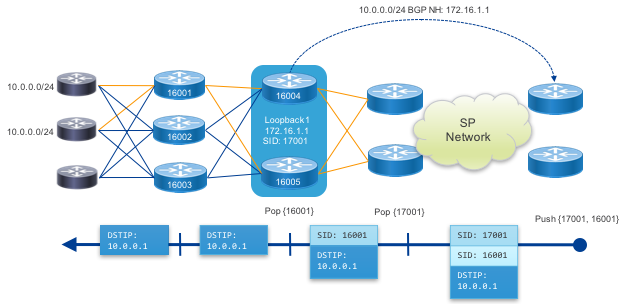 10.0.0.0/24 BGP NH: 172.16.1.1
10.0.0.0/24
16001
16004
10.0.0.0/24
16002
Loopback1
172.16.1.1
SID: 17001
SP
Network
16003
16005
Pop {16001}
Pop {17001}
Push {17001, 16001}
DSTIP:
10.0.0.1
DSTIP:
10.0.0.1
SID: 16001
DSTIP:
10.0.0.1
SID: 17001
SID: 16001
DSTIP:
10.0.0.1